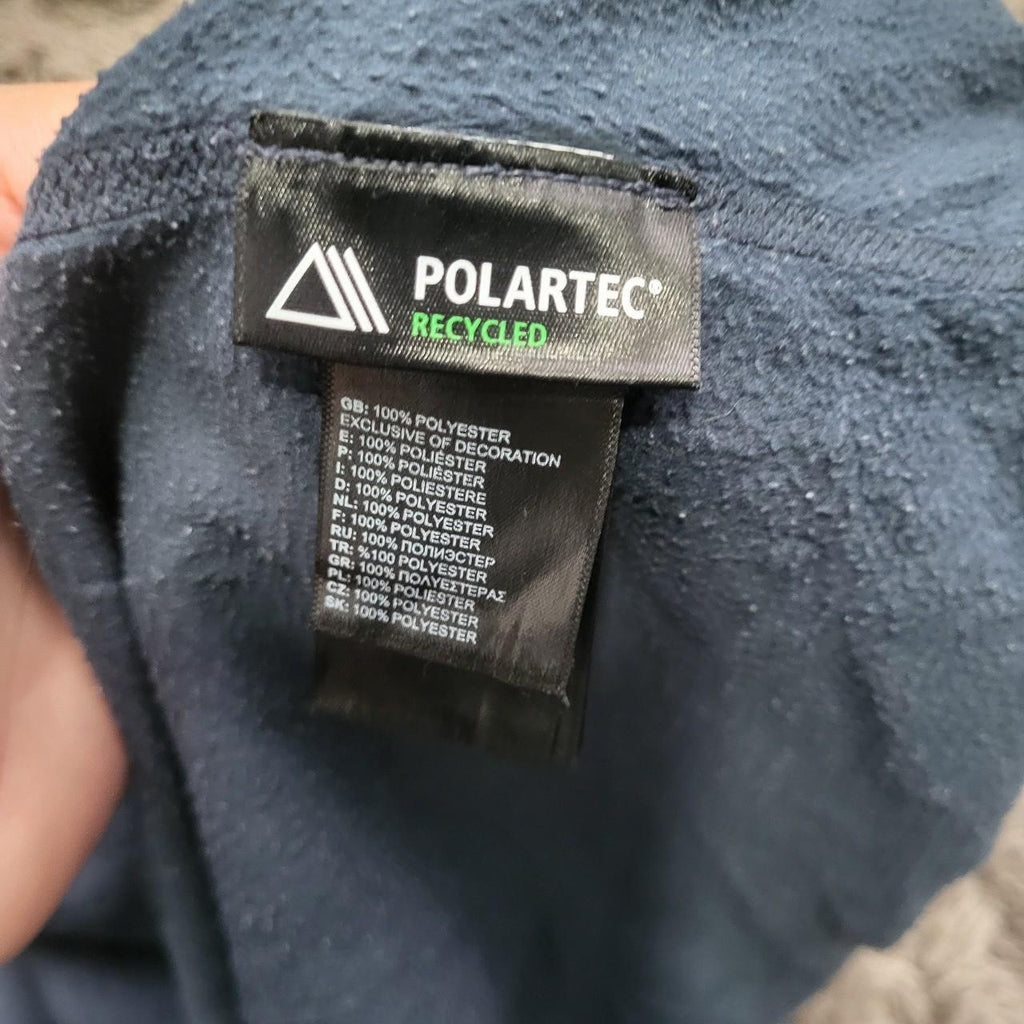 POLARTEC®
RECYCLED
GB: 100% POLYESTER
EXCLUSIVE OF DECORATION
E: 100% POLIÉSTER
P: 100% POLIÉSTER
I: 100% POLIESTERE
D: 100% POLYESTER
NL: 100% POLYESTER
F: 100% POLYESTER
RU: 100% ПОЛИЭСТЕР
TR: %100 POLYESTER
GR: 100% ΠΟΛΥΕΣΤΕΡΑΣ
PL: 100% POLIESTER
CZ: 100% POLYESTER
SK: 100% POLYESTER